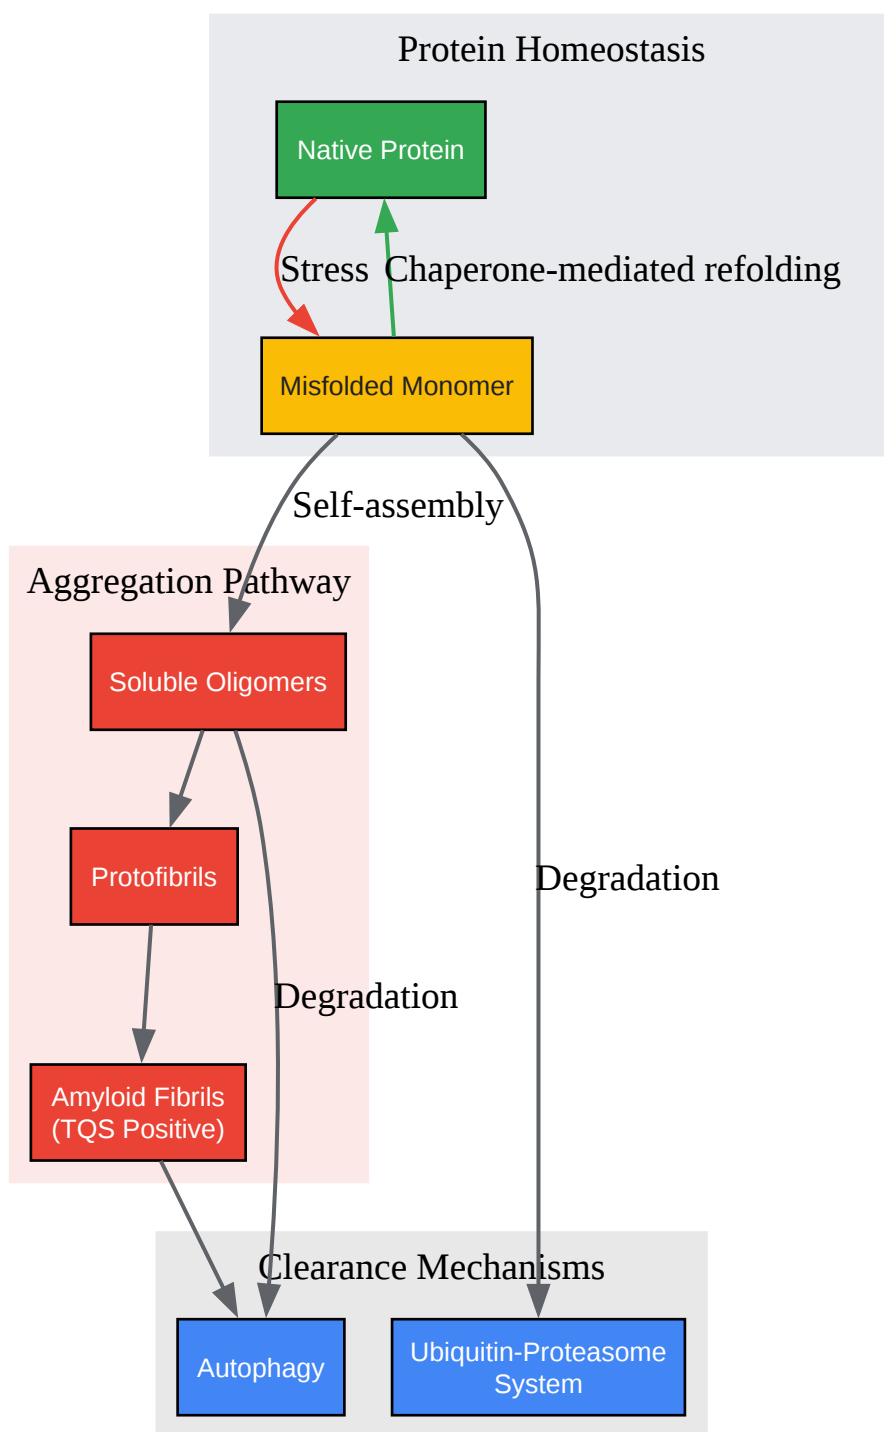 Protein Homeostasis
Native Protein
Stress
Chaperone-mediated refolding
Misfolded Monomer
Self-assembly
Aggregation Pathway
Soluble Oligomers
Protofibrils
Degradation
Degradation
Amyloid Fibrils
(TQS Positive)
Clearance Mechanisms
Autophagy
Ubiquitin-Proteasome
System